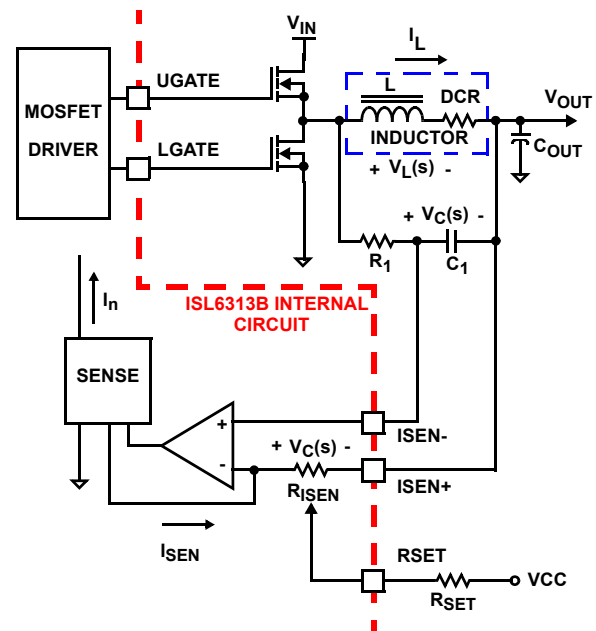 VIN
IL
UGATE
L
DCR
VOUT
MOSFET
DRIVER
INDUCTOR
COUT
LGATE
+ VL(s) -
+ VC(s) -
R1
C1
ISL6313B INTERNAL
CIRCUIT
In
SENSE
+
ISEN-
+ VC(s) -
-
RISEN
ISEN+
ISEN
RSET
VCC
RSET